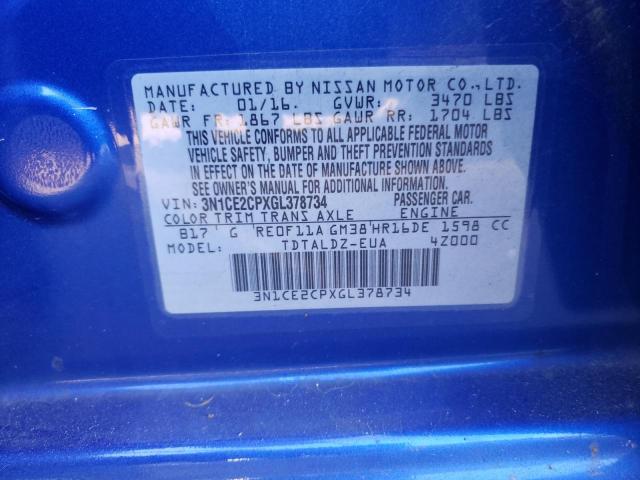 MANUFACTURED BY NISSAN MOTOR CO.,LTD.
DATE: 01/16. GVWR: 3470 LBS
GAWR FR: 1867 LBS GAWR RR: 1704 LBS
THIS VEHICLE CONFORMS TO ALL APPLICABLE FEDERAL MOTOR
VEHICLE SAFETY, BUMPER AND THEFT PREVENTION STANDARDS
IN EFFECT ON THE DATE OF MANUFACTURE SHOWN ABOVE.
SEE OWNER'S MANUAL FOR ADDITIONAL INFORMATION.
VIN: 3N1CE2CPXGL378734 PASSENGER CAR.
COLOR TRIM TRANS AXLE ENGINE
B17 G RE0F11A GM38 HR16DE 1598 CC
MODEL: TDTALDZ-EUA 4Z000
3N1CE2CPXGL378734